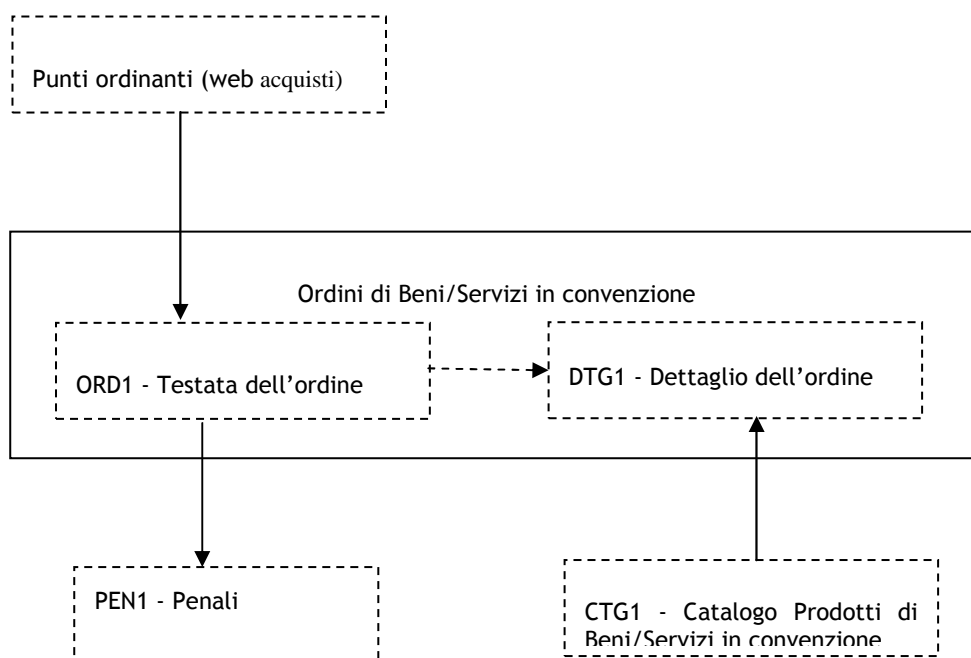 Punti ordinanti (web acquisti)
Ordini di Beni/Servizi in convenzione
ORD1 - Testata dell’ordine
DTG1 - Dettaglio dell’ordine
PEN1 - Penali
CTG1 - Catalogo Prodotti di
Beni/Servizi in convenzione